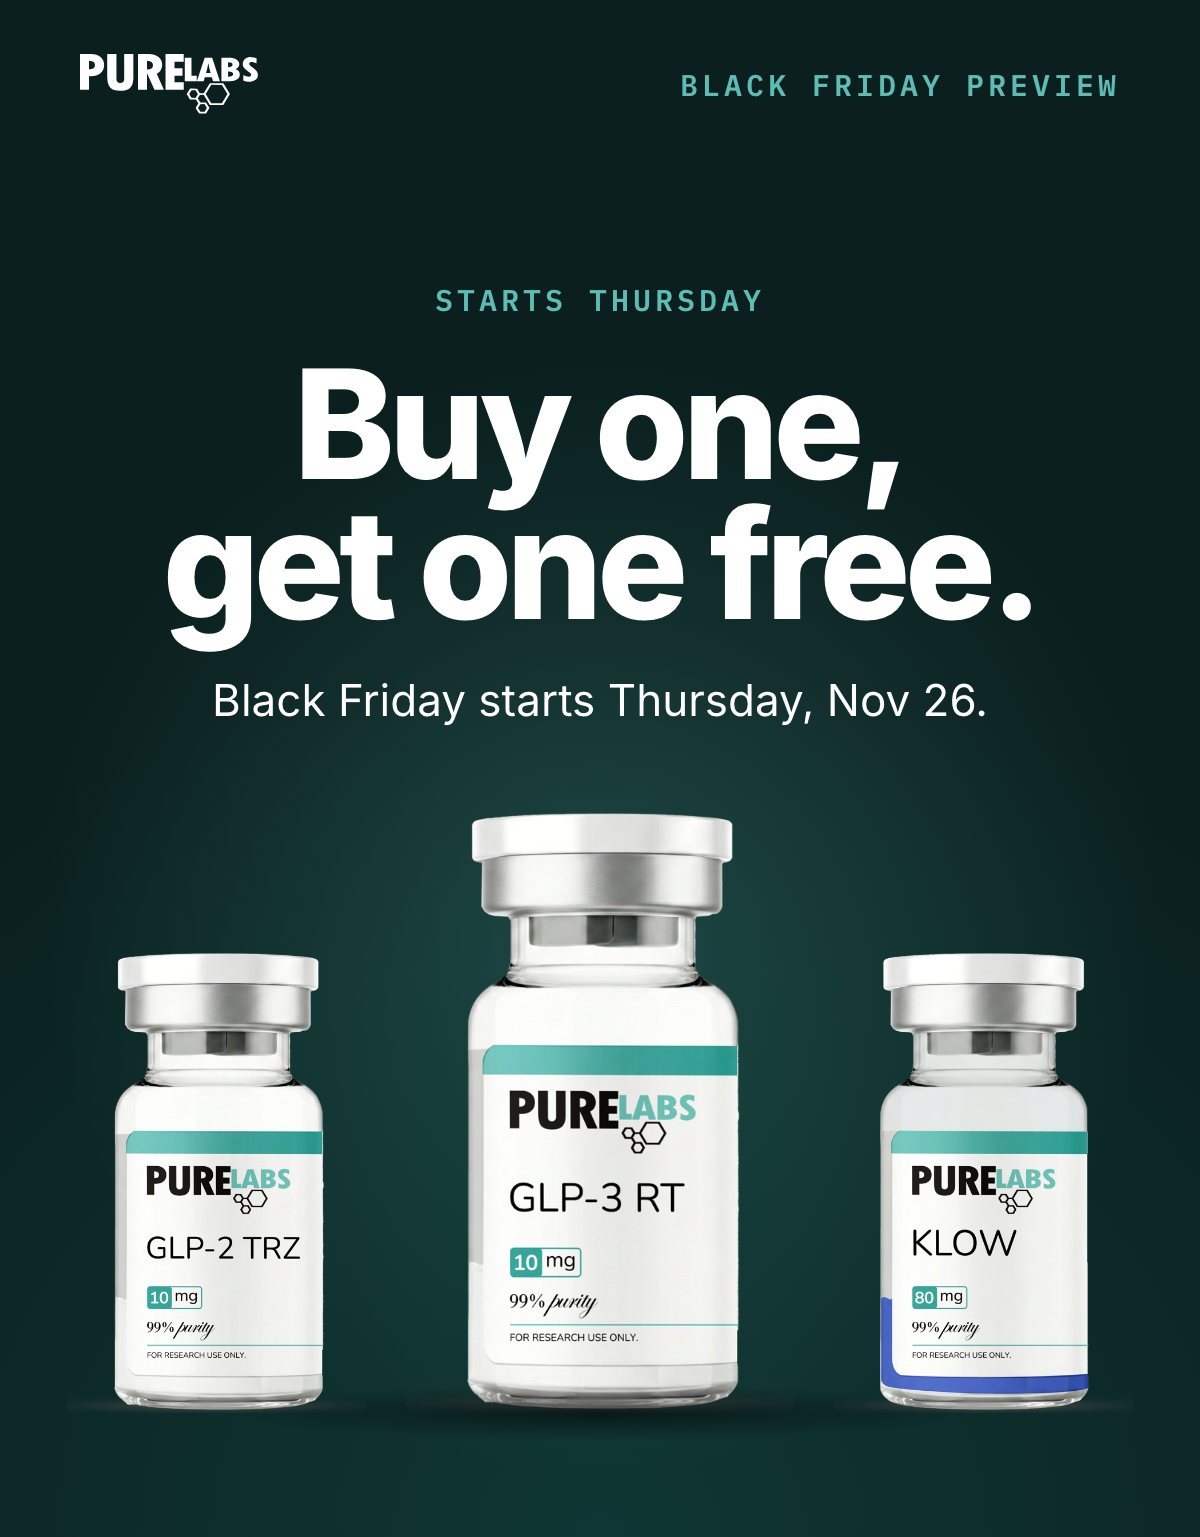 PURELABS
BLACK FRIDAY PREVIEW
STARTS THURSDAY
Buy one,
get one free.
Black Friday starts Thursday, Nov 26.
PURELABS
GLP-2 TRZ
10 mg
99% purity
FOR RESEARCH USE ONLY.
PURELABS
GLP-3 RT
10 mg
99% purity
FOR RESEARCH USE ONLY.
PURELABS
KLOW
80 mg
99% purity
FOR RESEARCH USE ONLY.